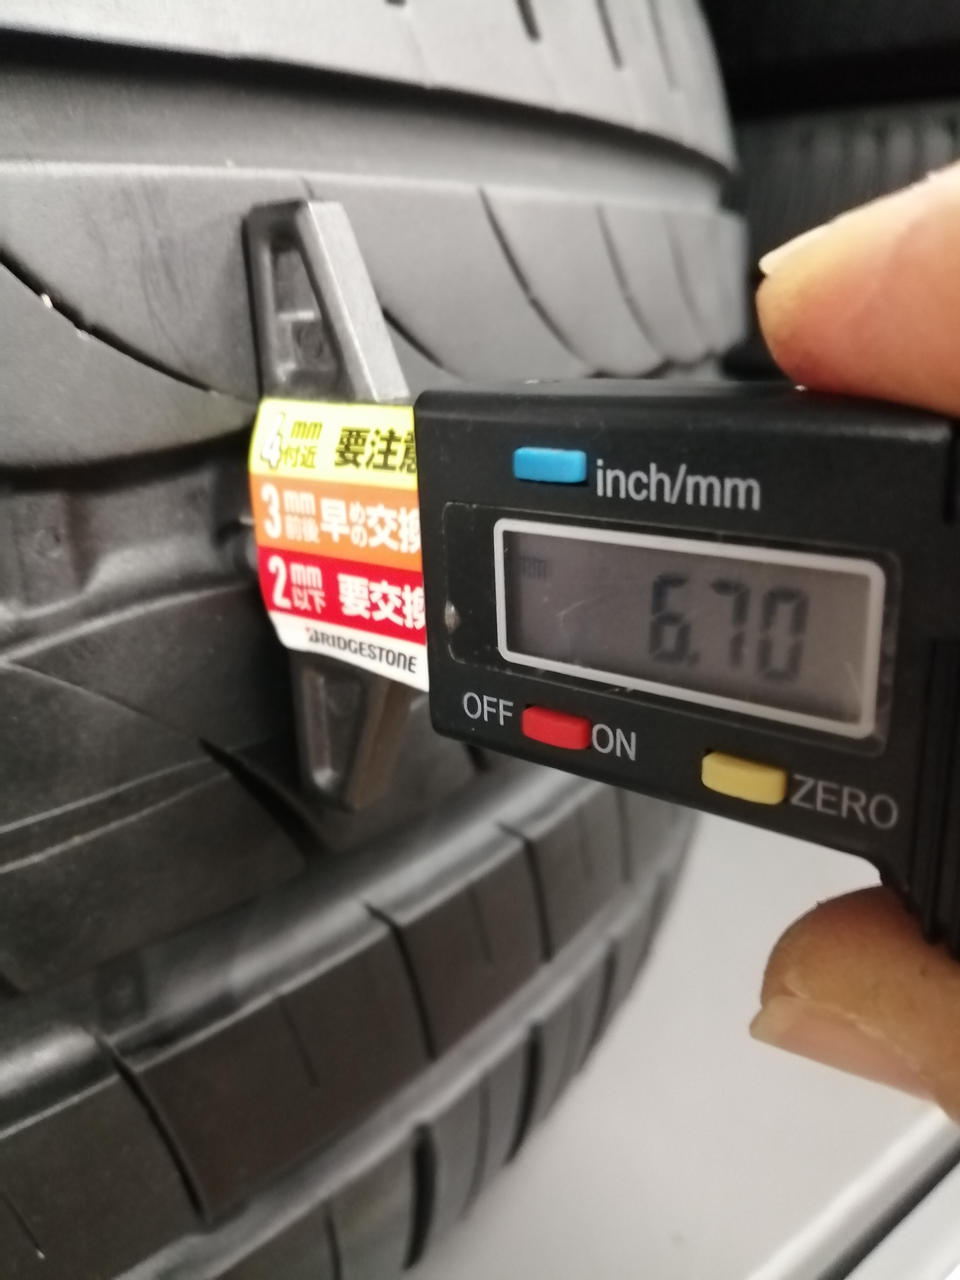 4mm付近 要注意
3mm前後 早めの交換
2mm以下 要交換
BRIDGESTONE
inch/mm
mm
6.70
OFF ON
ZERO